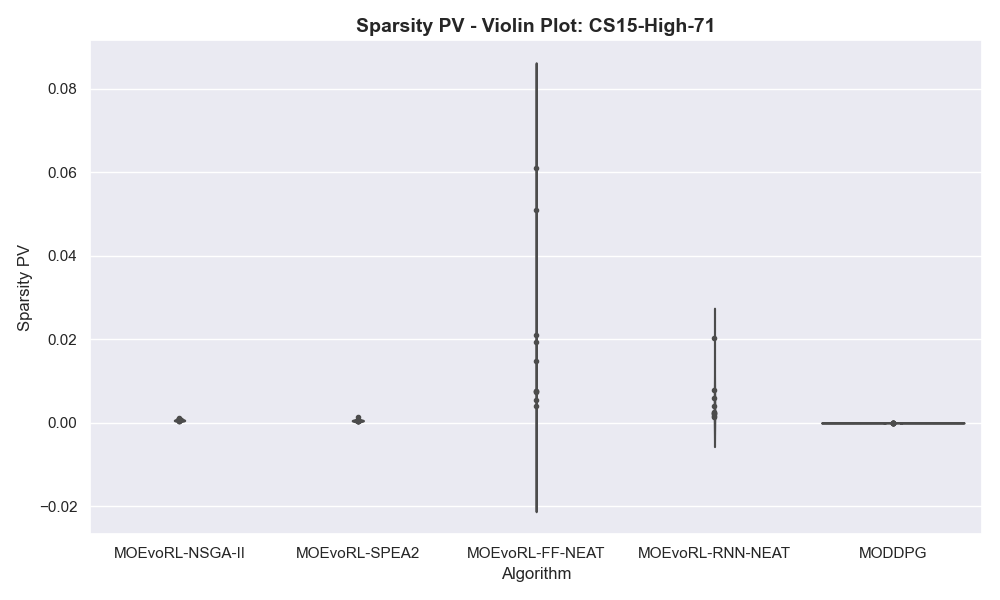 Sparsity PV - Violin Plot: CS15-High-71
0.08
0.06
0.04
0.02
0.00
−0.02
Sparsity PV
MOEvoRL-NSGA-II
MOEvoRL-SPEA2
MOEvoRL-FF-NEAT
MOEvoRL-RNN-NEAT
MODDPG
Algorithm